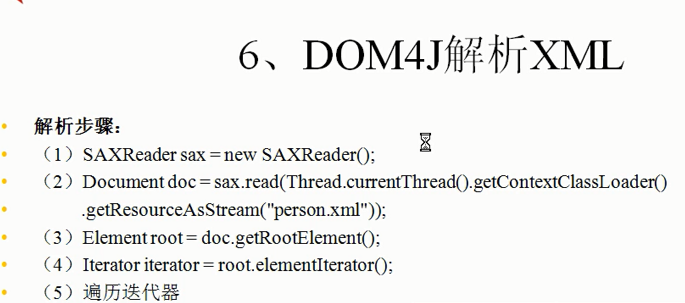 6、DOM4J解析XML
• 解析步骤：
• （1）SAXReader sax = new SAXReader();
• （2）Document doc = sax.read(Thread.currentThread().getContextClassLoader()
• .getResourceAsStream("person.xml"));
• （3）Element root = doc.getRootElement();
• （4）Iterator iterator = root.elementIterator();
• （5）遍历迭代器